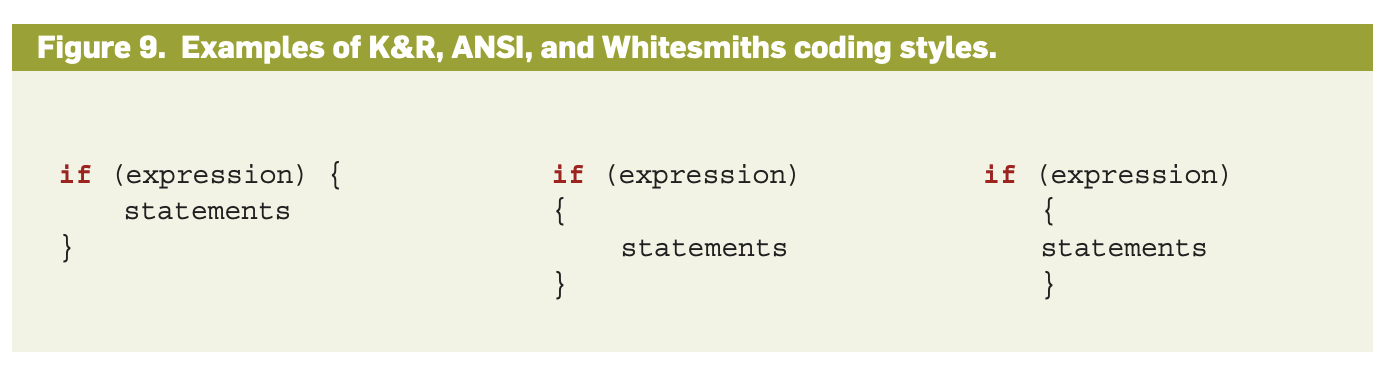 Figure 9. Examples of K&R, ANSI, and Whitesmiths coding styles.
if (expression) {
    statements
}
if (expression)
{
    statements
}
if (expression)
    {
    statements
    }